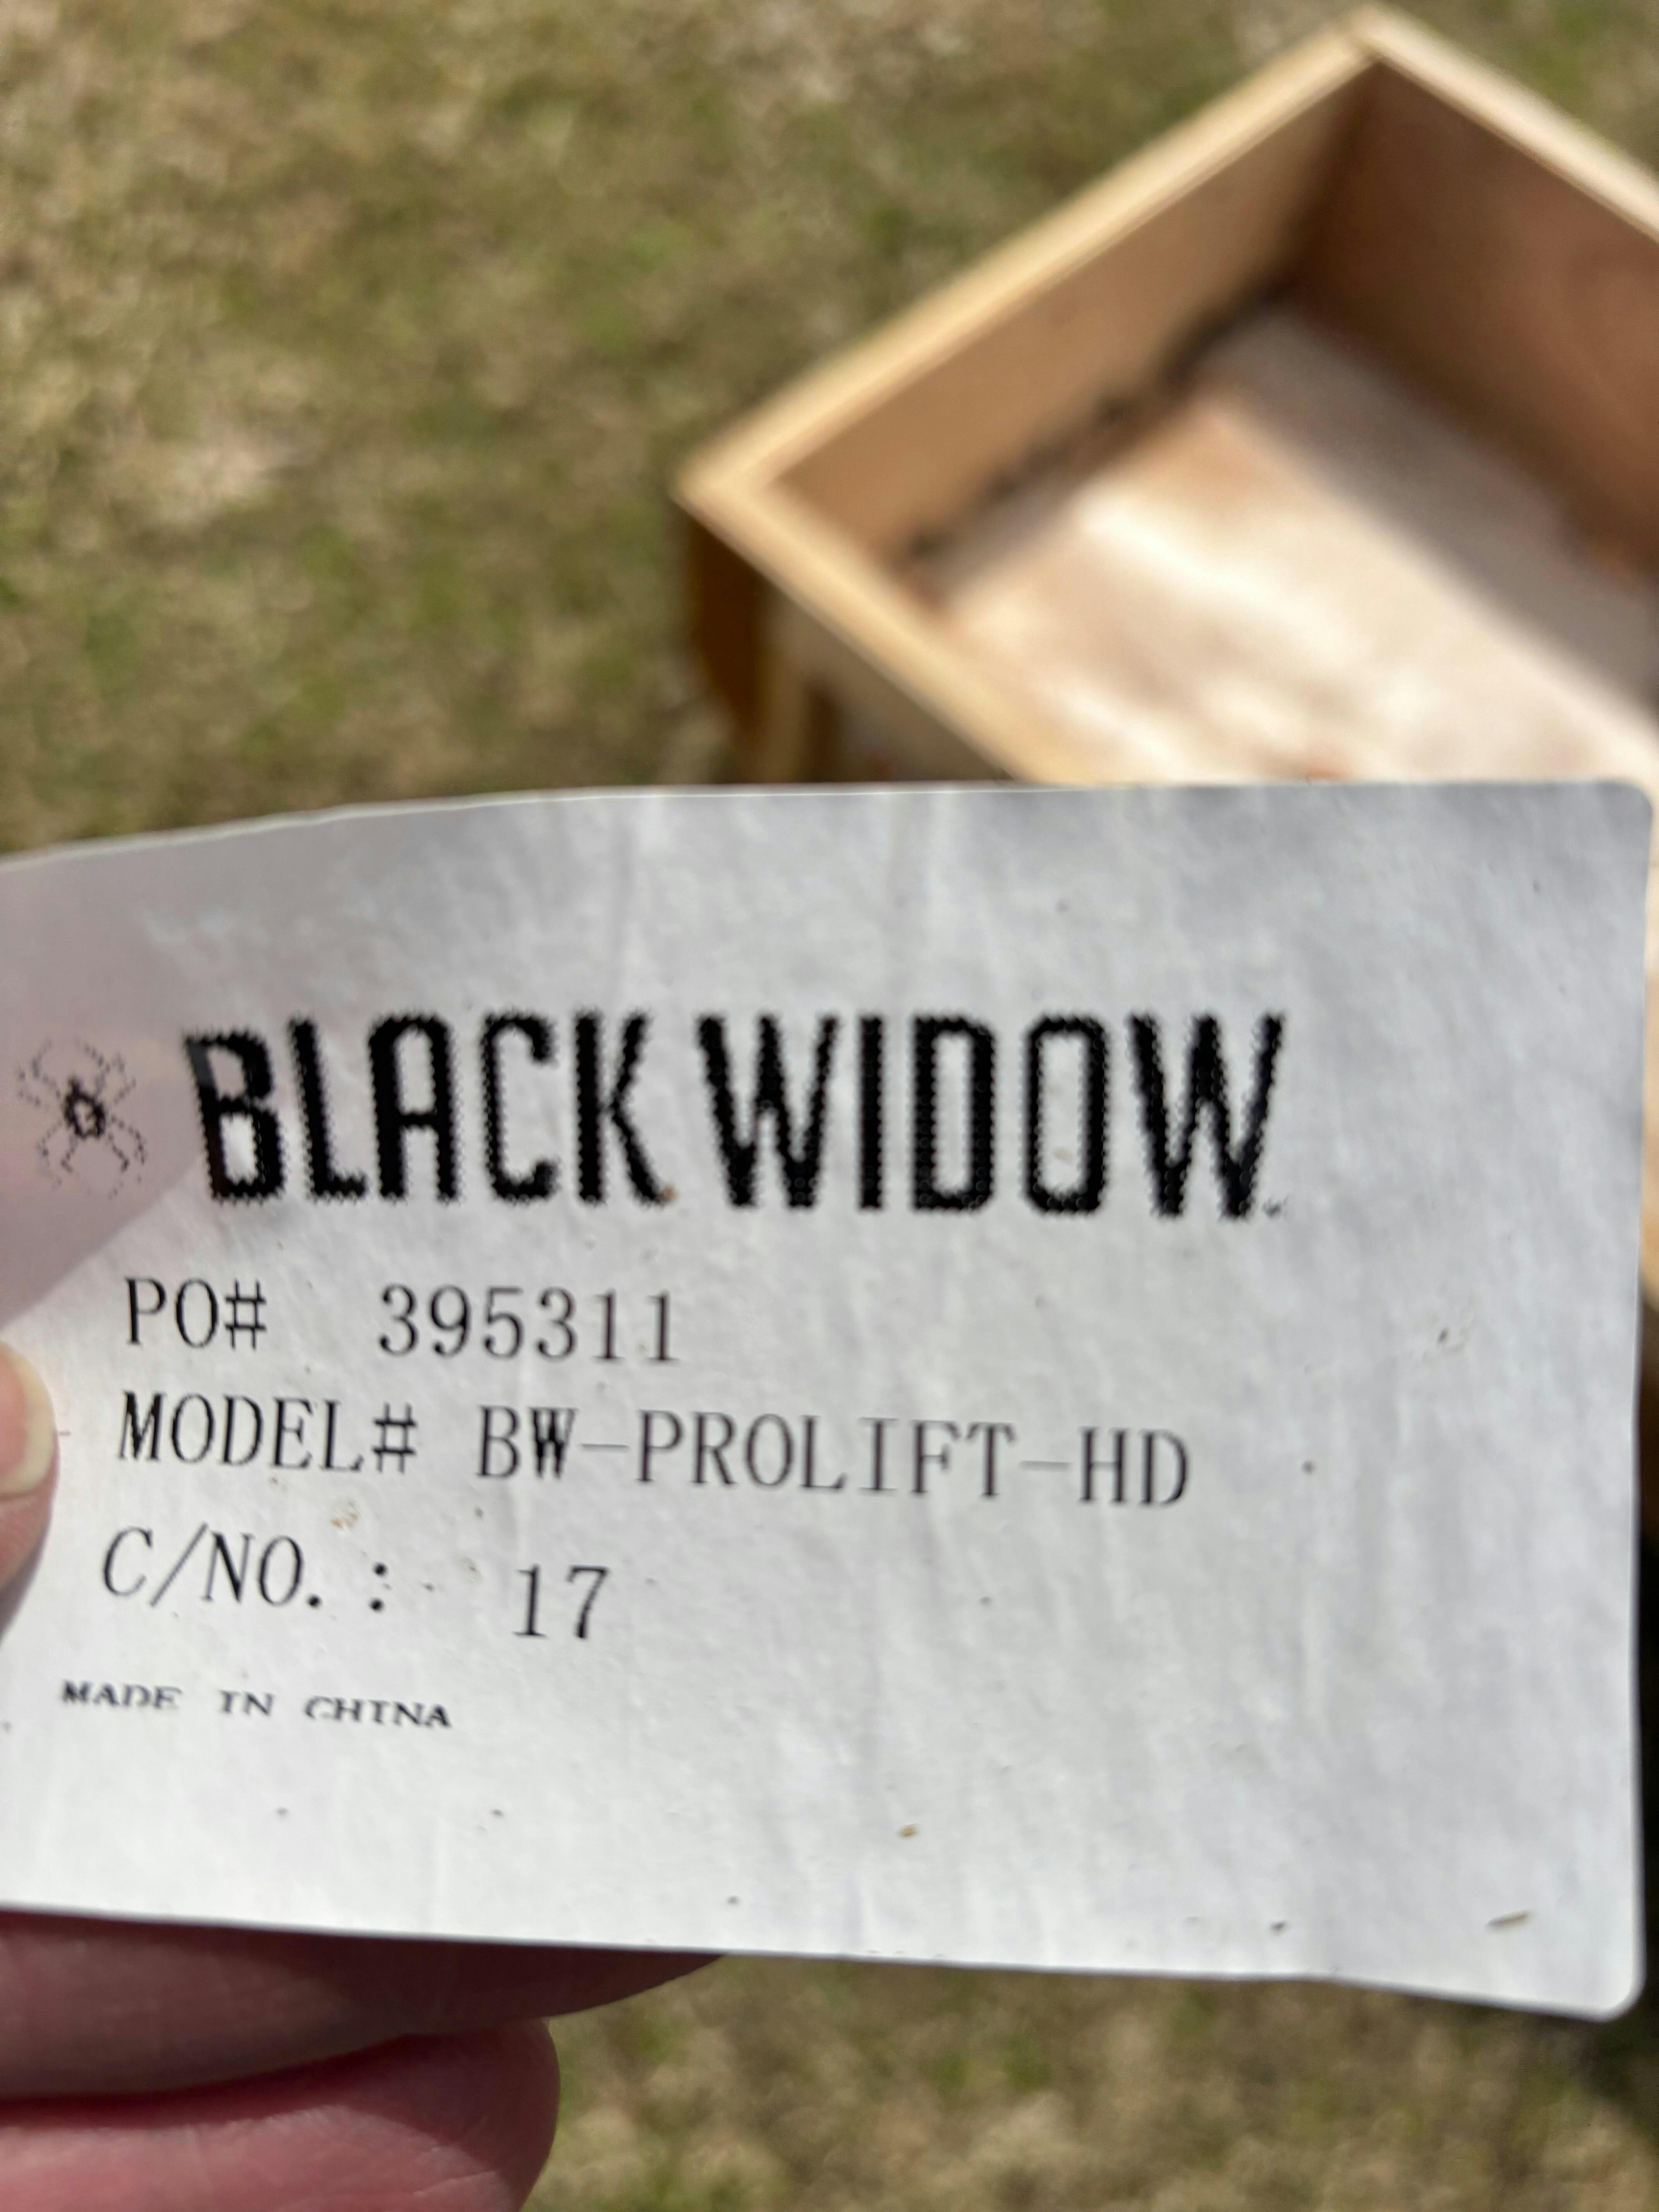 BLACK WIDOW
PO# 395311
MODEL# BW-PROLIFT-HD
C/NO.: 17
MADE IN CHINA